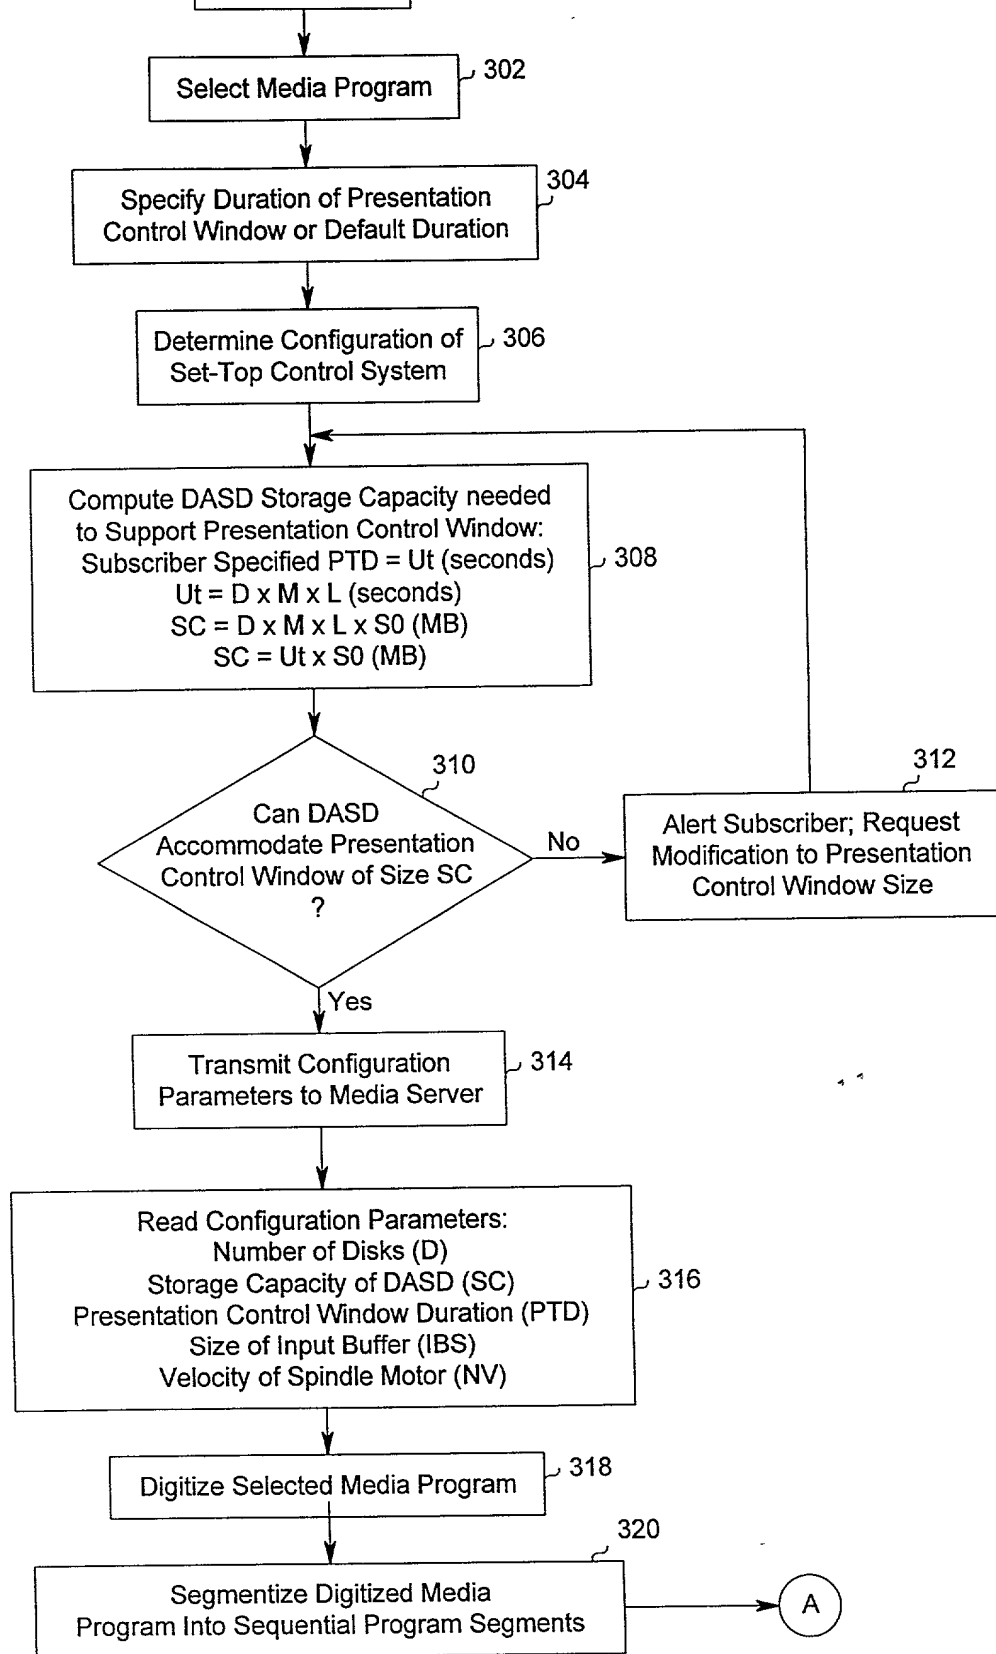 302
Select Media Program
304
Specify Duration of Presentation
Control Window or Default Duration
306
Determine Configuration of
Set-Top Control System
Compute DASD Storage Capacity needed
to Support Presentation Control Window:
Subscriber Specified PTD = Ut (seconds)
Ut = D x M x L (seconds)
SC = D x M x L x S0 (MB)
SC = Ut x S0 (MB)
308
310
Can DASD
Accommodate Presentation
Control Window of Size SC
?
No
312
Alert Subscriber; Request
Modification to Presentation
Control Window Size
Yes
Transmit Configuration
Parameters to Media Server
314
Read Configuration Parameters:
Number of Disks (D)
Storage Capacity of DASD (SC)
Presentation Control Window Duration (PTD)
Size of Input Buffer (IBS)
Velocity of Spindle Motor (NV)
316
Digitize Selected Media Program
318
320
Segmentize Digitized Media
Program Into Sequential Program Segments
A